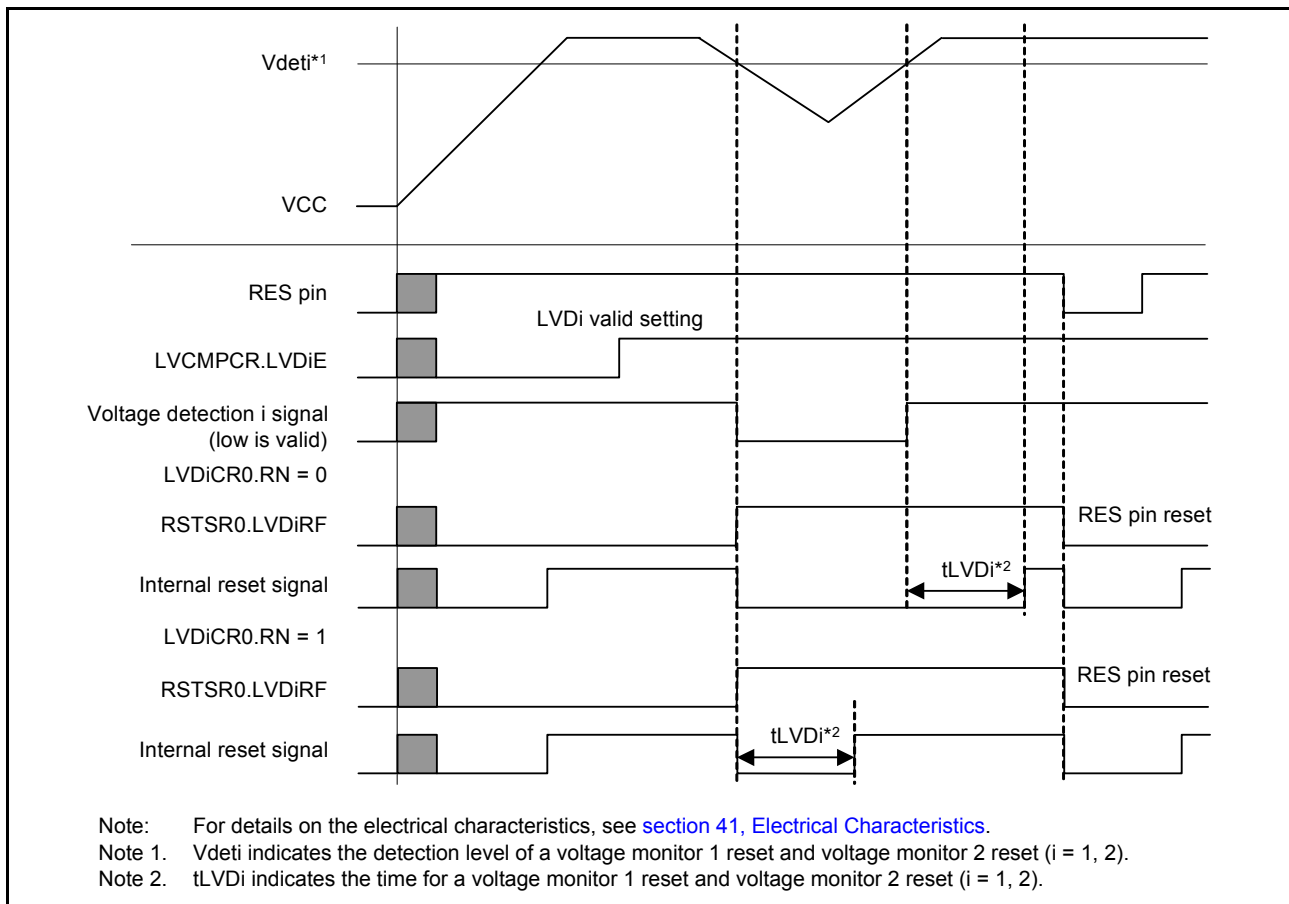 Vdeti*1
VCC
RES pin
LVDi valid setting
LVCMPCR.LVDiE
Voltage detection i signal
(low is valid)
LVDiCR0.RN = 0
RSTSR0.LVDiRF
RES pin reset
Internal reset signal
tLVDi*2
LVDiCR0.RN = 1
RSTSR0.LVDiRF
RES pin reset
Internal reset signal
tLVDi*2
Note: For details on the electrical characteristics, see section 41, Electrical Characteristics.
Note 1. Vdeti indicates the detection level of a voltage monitor 1 reset and voltage monitor 2 reset (i = 1, 2).
Note 2. tLVDi indicates the time for a voltage monitor 1 reset and voltage monitor 2 reset (i = 1, 2).